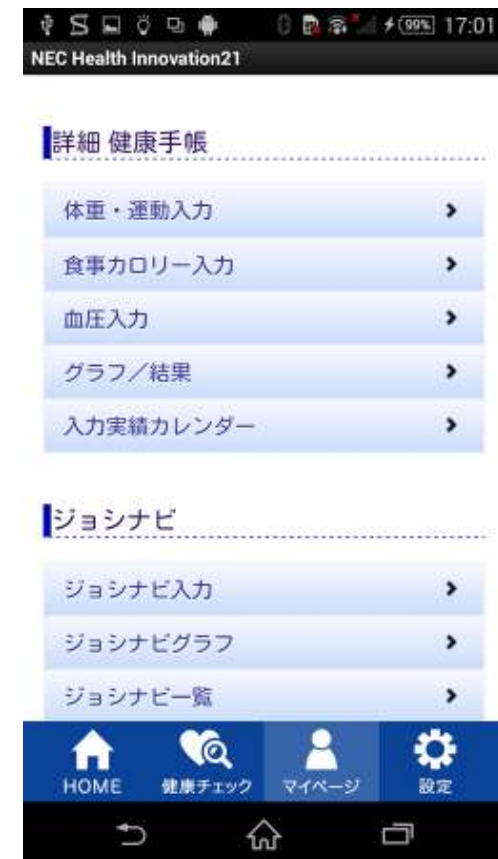 99% 17:01
NEC Health Innovation21
詳細 健康手帳
体重・運動入力
食事カロリー入力
血圧入力
グラフ／結果
入力実績カレンダー
ジョシナビ
ジョシナビ入力
ジョシナビグラフ
ジョシナビ一覧
HOME 健康チェック マイページ 設定